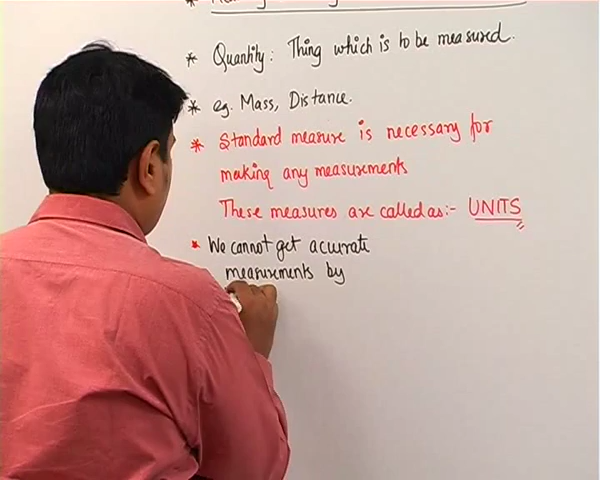 * Quantity: Thing which is to be measured.
* eg. Mass, Distance.
* Standard measure is necessary for
making any measurements
These measures are called as:- UNITS
* We cannot get acurrate
measurements by